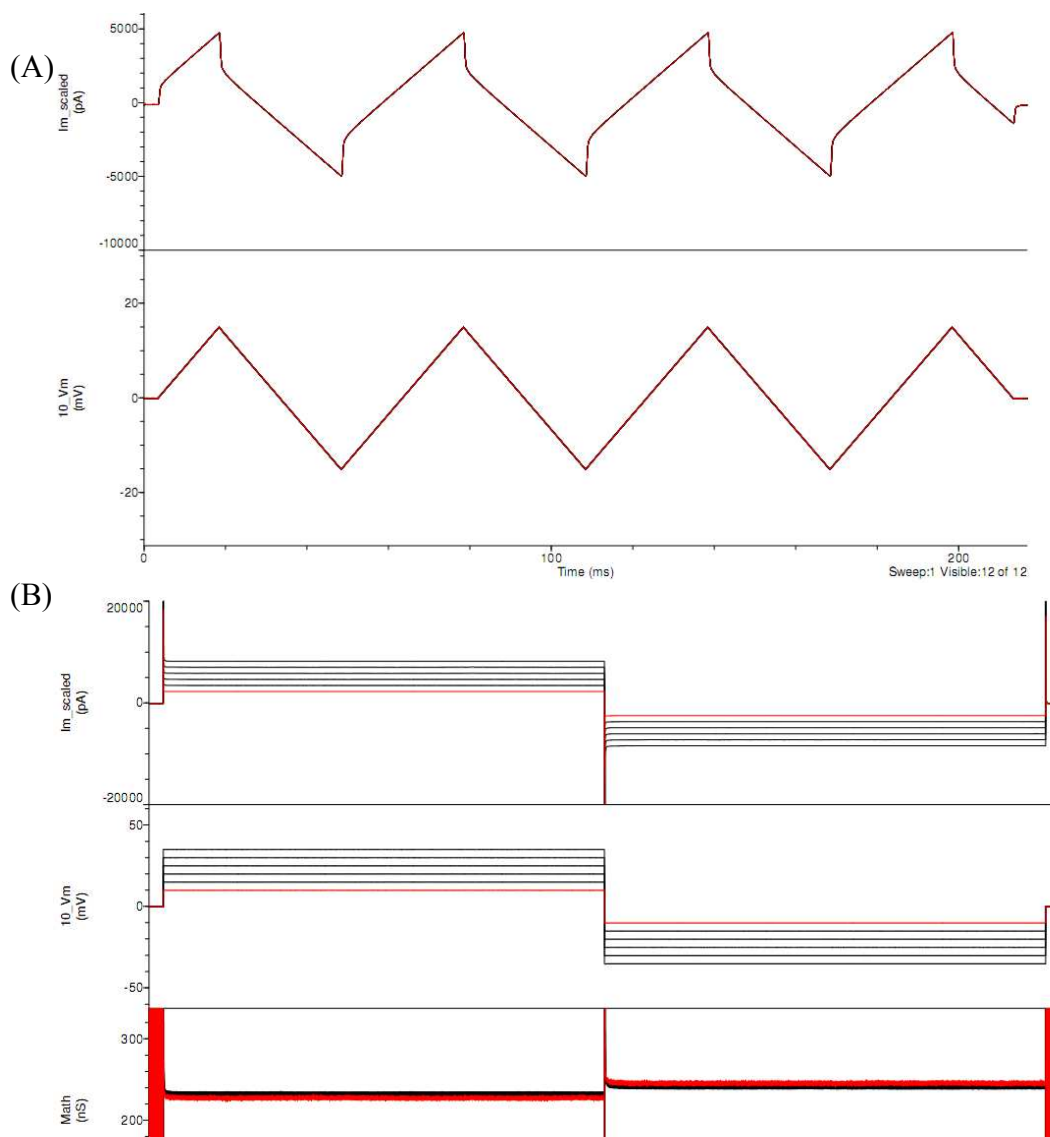 (A)
Im_scaled
(pA)
5000
0
-5000
-10000
10_Vm
(mV)
20
0
-20
0
100
200
Time (ms)
Sweep:1 Visible:12 of 12
(B)
Im_scaled
(pA)
20000
0
-20000
10_Vm
(mV)
50
0
-50
Math
(nS)
300
200